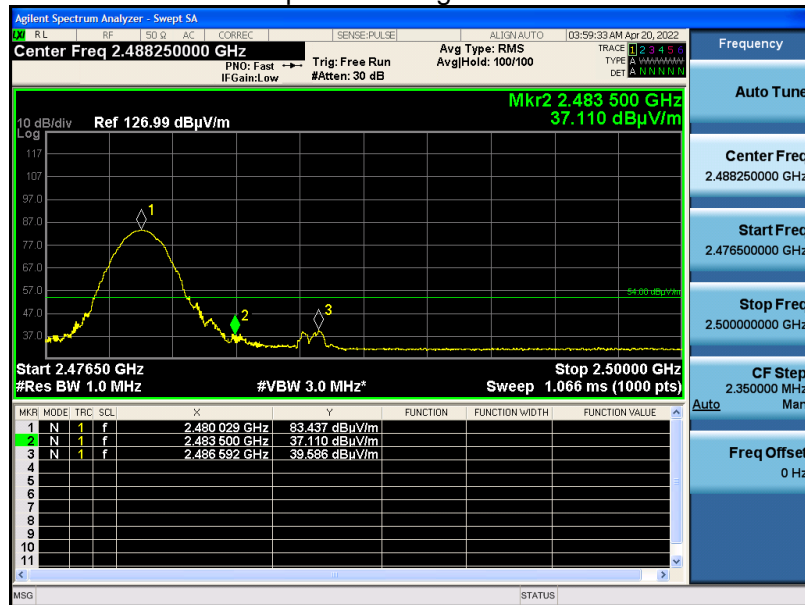 Agilent Spectrum Analyzer - Swept SA
LXI RL RF 50 Ω AC CORREC SENSE:PULSE ALIGN AUTO 03:59:33 AM Apr 20, 2022
Center Freq 2.488250000 GHz
PNO: Fast
IFGain:Low
Trig: Free Run
#Atten: 30 dB
Avg Type: RMS
Avg|Hold: 100/100
TRACE 1 2 3 4 5 6
TYPE A WWWWW
DET A N N N N N
Mkr2 2.483 500 GHz
37.110 dBµV/m
10 dB/div Ref 126.99 dBµV/m
Log
117
107
97.0
87.0
77.0
67.0
57.0
47.0
37.0
1
2
3
54.00 dBµV/m
Start 2.47650 GHz Stop 2.50000 GHz
#Res BW 1.0 MHz #VBW 3.0 MHz* Sweep 1.066 ms (1000 pts)
MKR MODE TRC SCL X Y FUNCTION FUNCTION WIDTH FUNCTION VALUE
1 N 1 f 2.480 029 GHz 83.437 dBµV/m
2 N 1 f 2.483 500 GHz 37.110 dBµV/m
3 N 1 f 2.486 592 GHz 39.586 dBµV/m
4
5
6
7
8
9
10
11
MSG STATUS
Frequency
Auto Tune
Center Freq
2.488250000 GHz
Start Freq
2.476500000 GHz
Stop Freq
2.500000000 GHz
CF Step
2.350000 MHz
Auto Man
Freq Offset
0 Hz